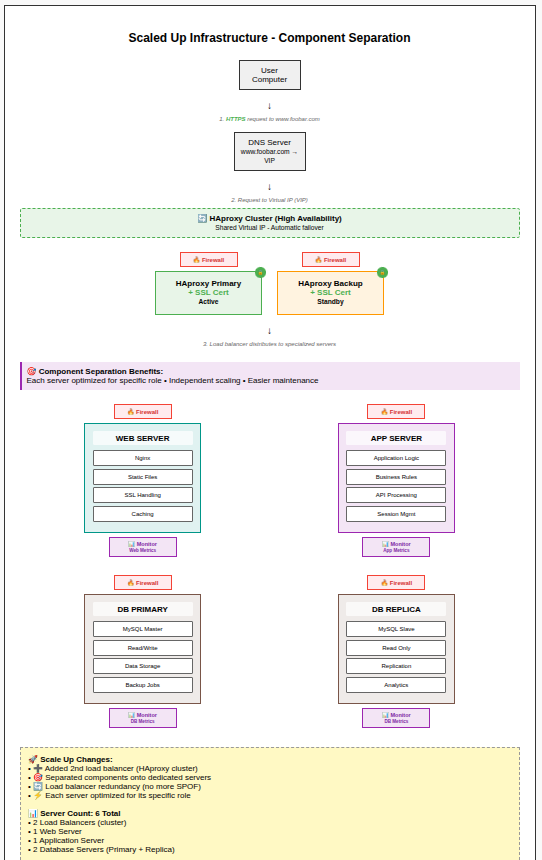 Scaled Up Infrastructure - Component Separation
User
Computer
↓
1. HTTPS request to www.foobar.com
DNS Server
www.foobar.com →
VIP
↓
2. Request to Virtual IP (VIP)
🔄 HAproxy Cluster (High Availability)
Shared Virtual IP - Automatic failover
🔥 Firewall
🔥 Firewall
HAproxy Primary
+ SSL Cert
Active
HAproxy Backup
+ SSL Cert
Standby
↓
3. Load balancer distributes to specialized servers
🎯 Component Separation Benefits:
Each server optimized for specific role • Independent scaling • Easier maintenance
🔥 Firewall
WEB SERVER
Nginx
Static Files
SSL Handling
Caching
📊 Monitor
Web Metrics
🔥 Firewall
APP SERVER
Application Logic
Business Rules
API Processing
Session Mgmt
📊 Monitor
App Metrics
🔥 Firewall
DB PRIMARY
MySQL Master
Read/Write
Data Storage
Backup Jobs
📊 Monitor
DB Metrics
🔥 Firewall
DB REPLICA
MySQL Slave
Read Only
Replication
Analytics
📊 Monitor
DB Metrics
🚀 Scale Up Changes:
• ➕ Added 2nd load balancer (HAproxy cluster)
• 🎯 Separated components onto dedicated servers
• 🔄 Load balancer redundancy (no more SPOF)
• ⚡ Each server optimized for its specific role
📊 Server Count: 6 Total
• 2 Load Balancers (cluster)
• 1 Web Server
• 1 Application Server
• 2 Database Servers (Primary + Replica)